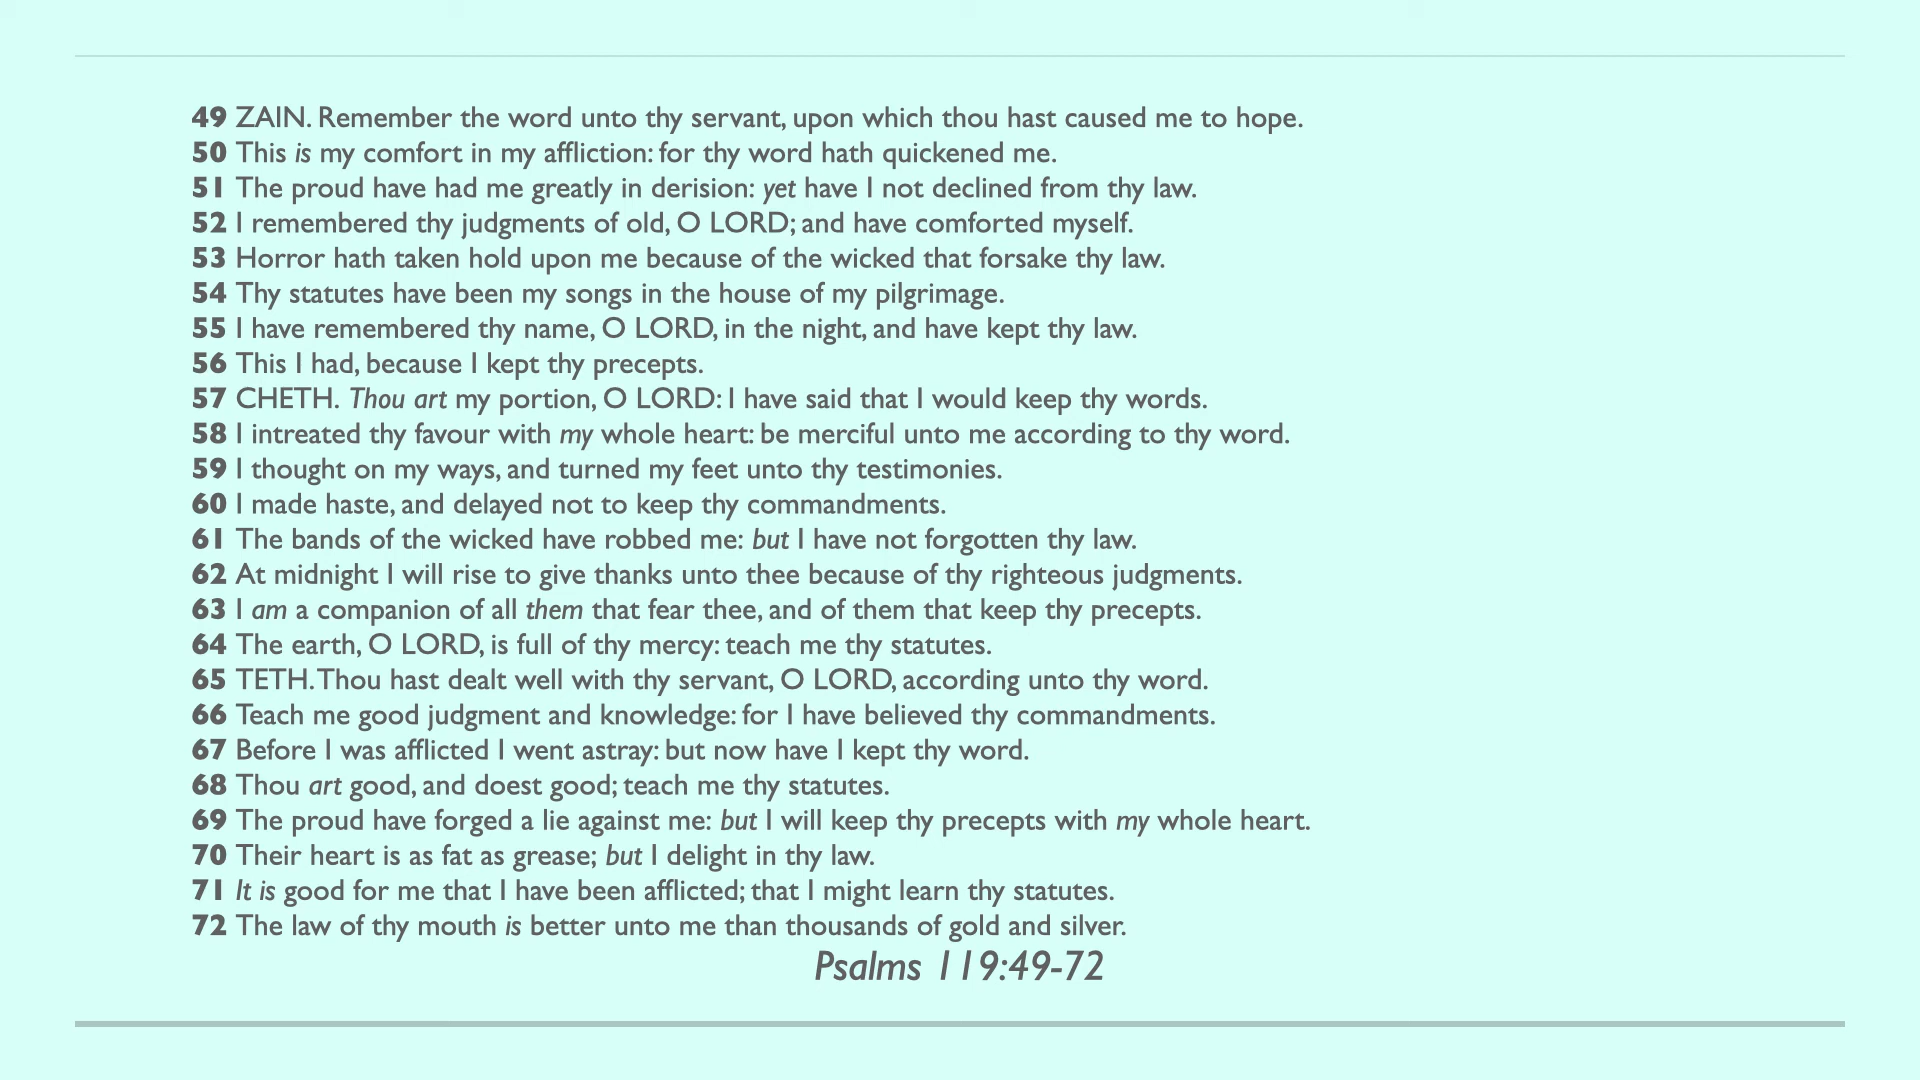 49 ZAIN. Remember the word unto thy servant, upon which thou hast caused me to hope.
50 This is my comfort in my affliction: for thy word hath quickened me.
51 The proud have had me greatly in derision: yet have I not declined from thy law.
52 I remembered thy judgments of old, O LORD; and have comforted myself.
53 Horror hath taken hold upon me because of the wicked that forsake thy law.
54 Thy statutes have been my songs in the house of my pilgrimage.
55 I have remembered thy name, O LORD, in the night, and have kept thy law.
56 This I had, because I kept thy precepts.
57 CHETH. Thou art my portion, O LORD: I have said that I would keep thy words.
58 I intreated thy favour with my whole heart: be merciful unto me according to thy word.
59 I thought on my ways, and turned my feet unto thy testimonies.
60 I made haste, and delayed not to keep thy commandments.
61 The bands of the wicked have robbed me: but I have not forgotten thy law.
62 At midnight I will rise to give thanks unto thee because of thy righteous judgments.
63 I am a companion of all them that fear thee, and of them that keep thy precepts.
64 The earth, O LORD, is full of thy mercy: teach me thy statutes.
65 TETH. Thou hast dealt well with thy servant, O LORD, according unto thy word.
66 Teach me good judgment and knowledge: for I have believed thy commandments.
67 Before I was afflicted I went astray: but now have I kept thy word.
68 Thou art good, and doest good; teach me thy statutes.
69 The proud have forged a lie against me: but I will keep thy precepts with my whole heart.
70 Their heart is as fat as grease; but I delight in thy law.
71 It is good for me that I have been afflicted; that I might learn thy statutes.
72 The law of thy mouth is better unto me than thousands of gold and silver.
Psalms 119:49-72